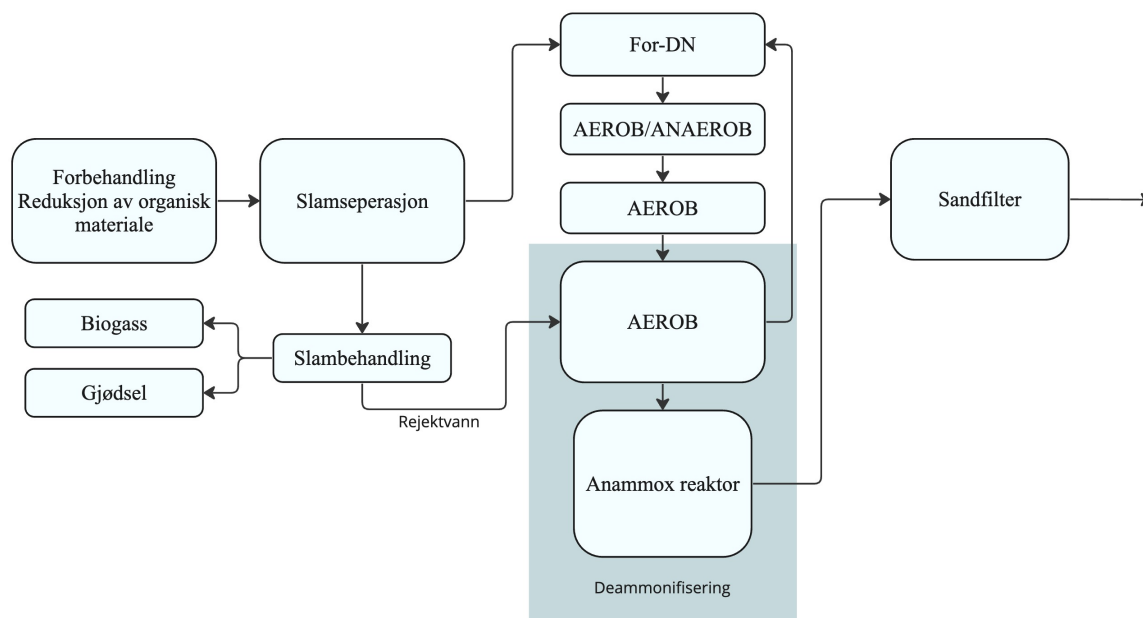 For-DN
AEROB/ANAEROB
AEROB
Forbehandling
Reduksjon av organisk
materiale
Slamseperasjon
Sandfilter
AEROB
Biogass
Slambehandling
Gjødsel
Rejektvann
Anammox reaktor
Deammonifisering